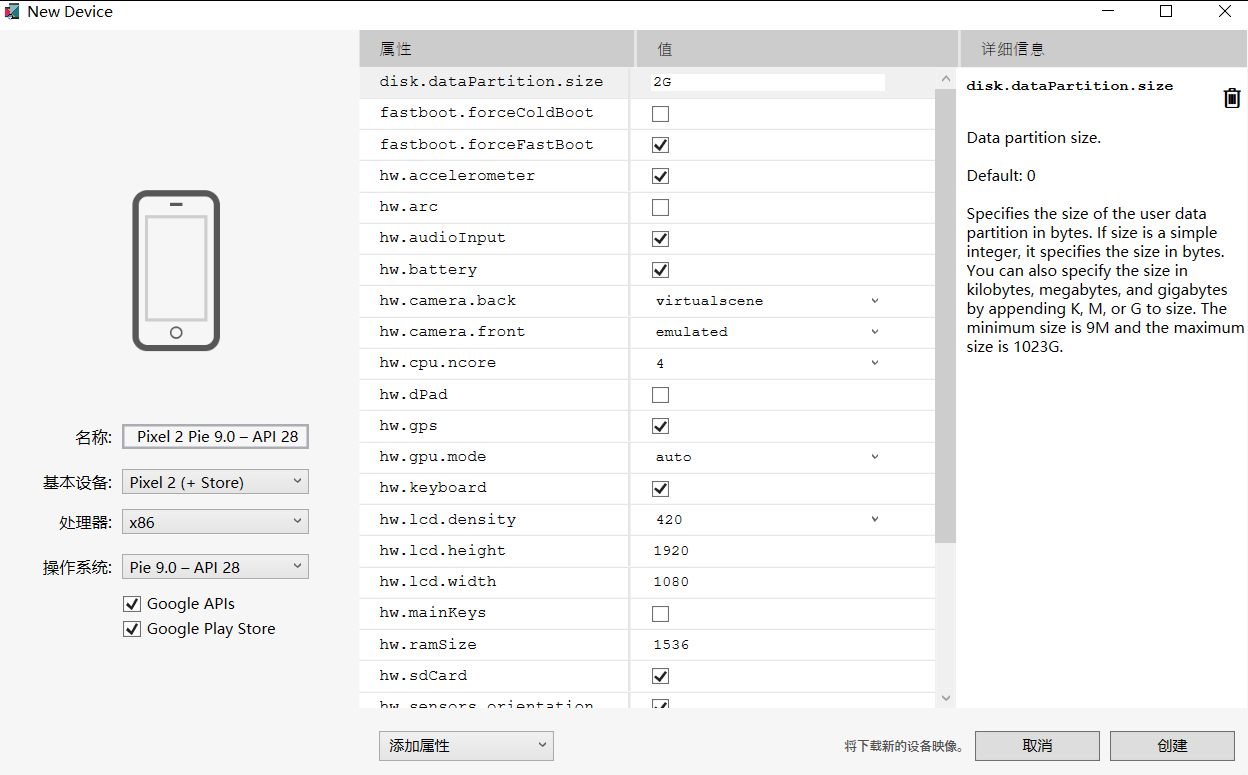 New Device
属性
值
详细信息
disk.dataPartition.size
2G
fastboot.forceColdBoot
fastboot.forceFastBoot
hw.accelerometer
hw.arc
hw.audioInput
hw.battery
hw.camera.back
virtualscene
hw.camera.front
emulated
hw.cpu.ncore
4
hw.dPad
hw.gps
hw.gpu.mode
auto
hw.keyboard
hw.lcd.density
420
hw.lcd.height
1920
hw.lcd.width
1080
hw.mainKeys
hw.ramSize
1536
hw.sdCard
hw.sensors.orientation
disk.dataPartition.size
Data partition size.
Default: 0
Specifies the size of the user data
partition in bytes. If size is a simple
integer, it specifies the size in bytes.
You can also specify the size in
kilobytes, megabytes, and gigabytes
by appending K, M, or G to size. The
minimum size is 9M and the maximum
size is 1023G.
名称:
Pixel 2 Pie 9.0 – API 28
基本设备:
Pixel 2 (+ Store)
处理器:
x86
操作系统:
Pie 9.0 – API 28
Google APIs
Google Play Store
添加属性
将下载新的设备映像。
取消
创建